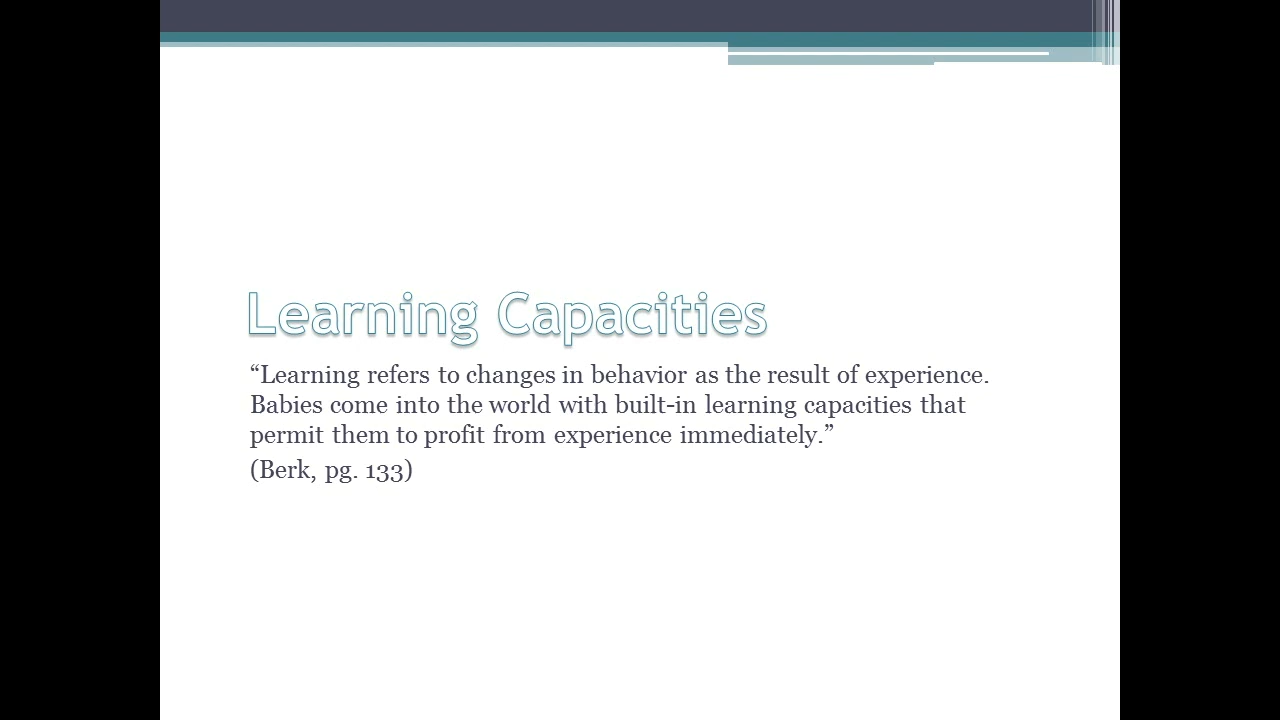 Learning Capacities
“Learning refers to changes in behavior as the result of experience.
Babies come into the world with built-in learning capacities that
permit them to profit from experience immediately.”
(Berk, pg. 133)